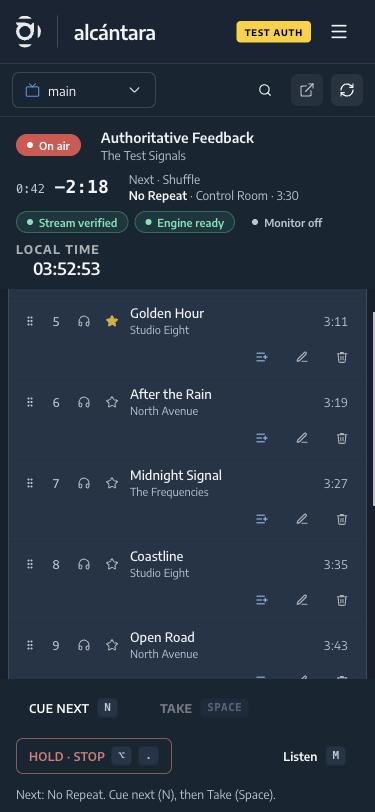 alcántara
TEST AUTH
main
On air
Authoritative Feedback
The Test Signals
0:42 −2:18
Next · Shuffle
No Repeat · Control Room · 3:30
Stream verified
Engine ready
Monitor off
LOCAL TIME
03:52:53
5 Golden Hour 3:11
Studio Eight
6 After the Rain 3:19
North Avenue
7 Midnight Signal 3:27
The Frequencies
8 Coastline 3:35
Studio Eight
9 Open Road 3:43
North Avenue
CUE NEXT N TAKE SPACE
HOLD · STOP ⌥ . Listen M
Next: No Repeat. Cue next (N), then Take (Space).